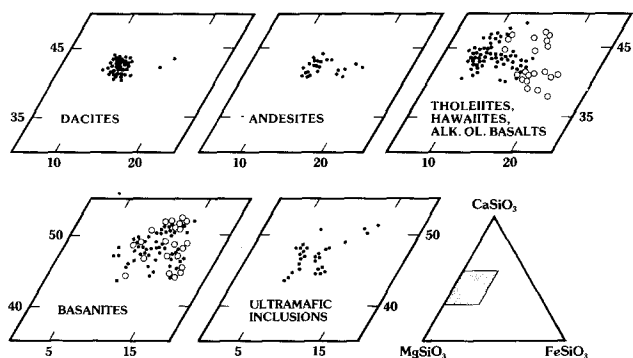 45
45
35
35
DACITES
ANDESITES
THOLEIITES,
HAWAIITES,
ALK. OL. BASALTS
10
20
10
20
10
20
CaSiO₃
50
50
40
40
BASANITES
ULTRAMAFIC
INCLUSIONS
5
15
5
15
MgSiO₃
FeSiO₃